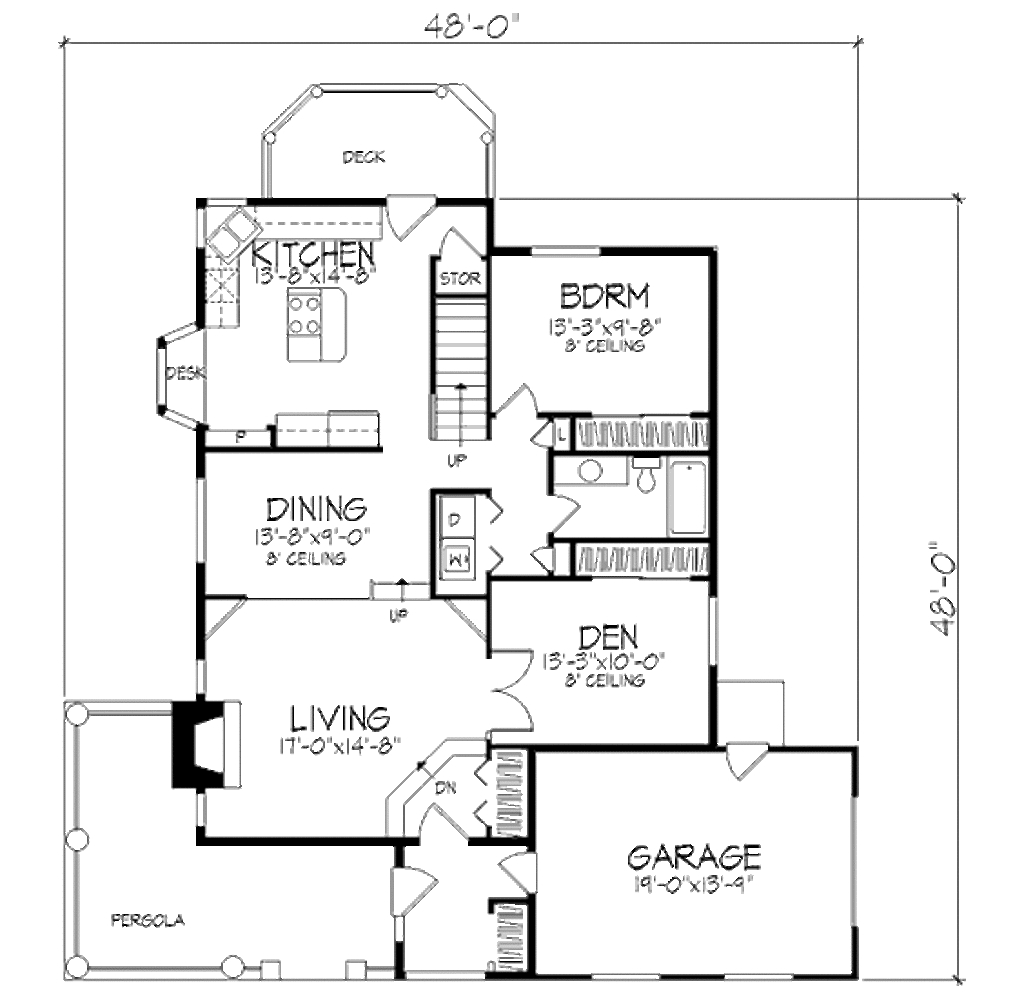 48'-0"
DECK
KITCHEN
13'-8"x14'-8"
STOR
BDRM
13'-3"x9'-8"
8' CEILING
DESK
P
L
UP
DINING
13'-8"x9'-0"
8' CEILING
D
W
48'-0"
UP
DEN
13'-3"x10'-0"
8' CEILING
LIVING
17'-0"x14'-8"
DN
GARAGE
19'-0"x13'-9"
PERGOLA